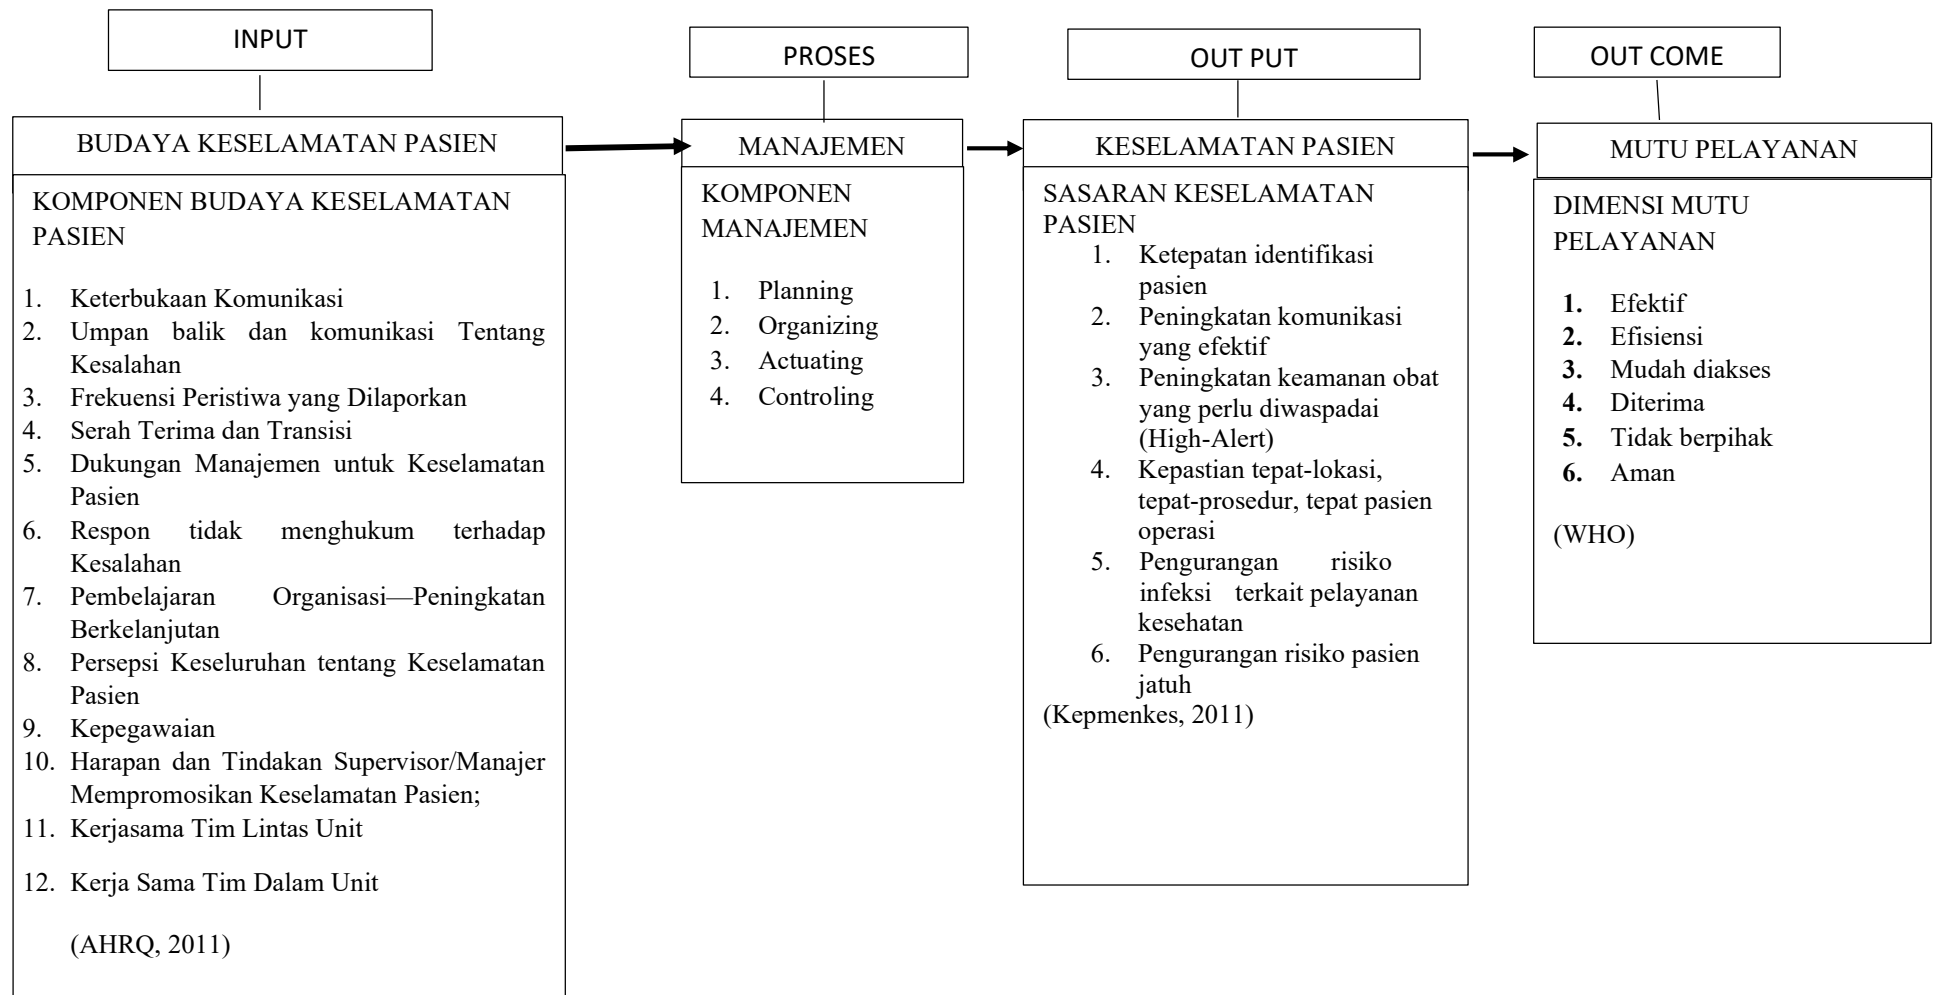 INPUT
BUDAYA KESELAMATAN PASIEN
KOMPONEN BUDAYA KESELAMATAN
PASIEN
1. Keterbukaan Komunikasi
2. Umpan balik dan komunikasi Tentang
Kesalahan
3. Frekuensi Peristiwa yang Dilaporkan
4. Serah Terima dan Transisi
5. Dukungan Manajemen untuk Keselamatan
Pasien
6. Respon tidak menghukum terhadap
Kesalahan
7. Pembelajaran Organisasi—Peningkatan
Berkelanjutan
8. Persepsi Keseluruhan tentang Keselamatan
Pasien
9. Kepegawaian
10. Harapan dan Tindakan Supervisor/Manajer
Mempromosikan Keselamatan Pasien;
11. Kerjasama Tim Lintas Unit
12. Kerja Sama Tim Dalam Unit
(AHRQ, 2011)
PROSES
MANAJEMEN
KOMPONEN
MANAJEMEN
1. Planning
2. Organizing
3. Actuating
4. Controling
OUT PUT
KESELAMATAN PASIEN
SASARAN KESELAMATAN
PASIEN
1. Ketepatan identifikasi
pasien
2. Peningkatan komunikasi
yang efektif
3. Peningkatan keamanan obat
yang perlu diwaspadai
(High-Alert)
4. Kepastian tepat-lokasi,
tepat-prosedur, tepat pasien
operasi
5. Pengurangan risiko
infeksi terkait pelayanan
kesehatan
6. Pengurangan risiko pasien
jatuh
(Kepmenkes, 2011)
OUT COME
MUTU PELAYANAN
DIMENSI MUTU
PELAYANAN
1. Efektif
2. Efisiensi
3. Mudah diakses
4. Diterima
5. Tidak berpihak
6. Aman
(WHO)